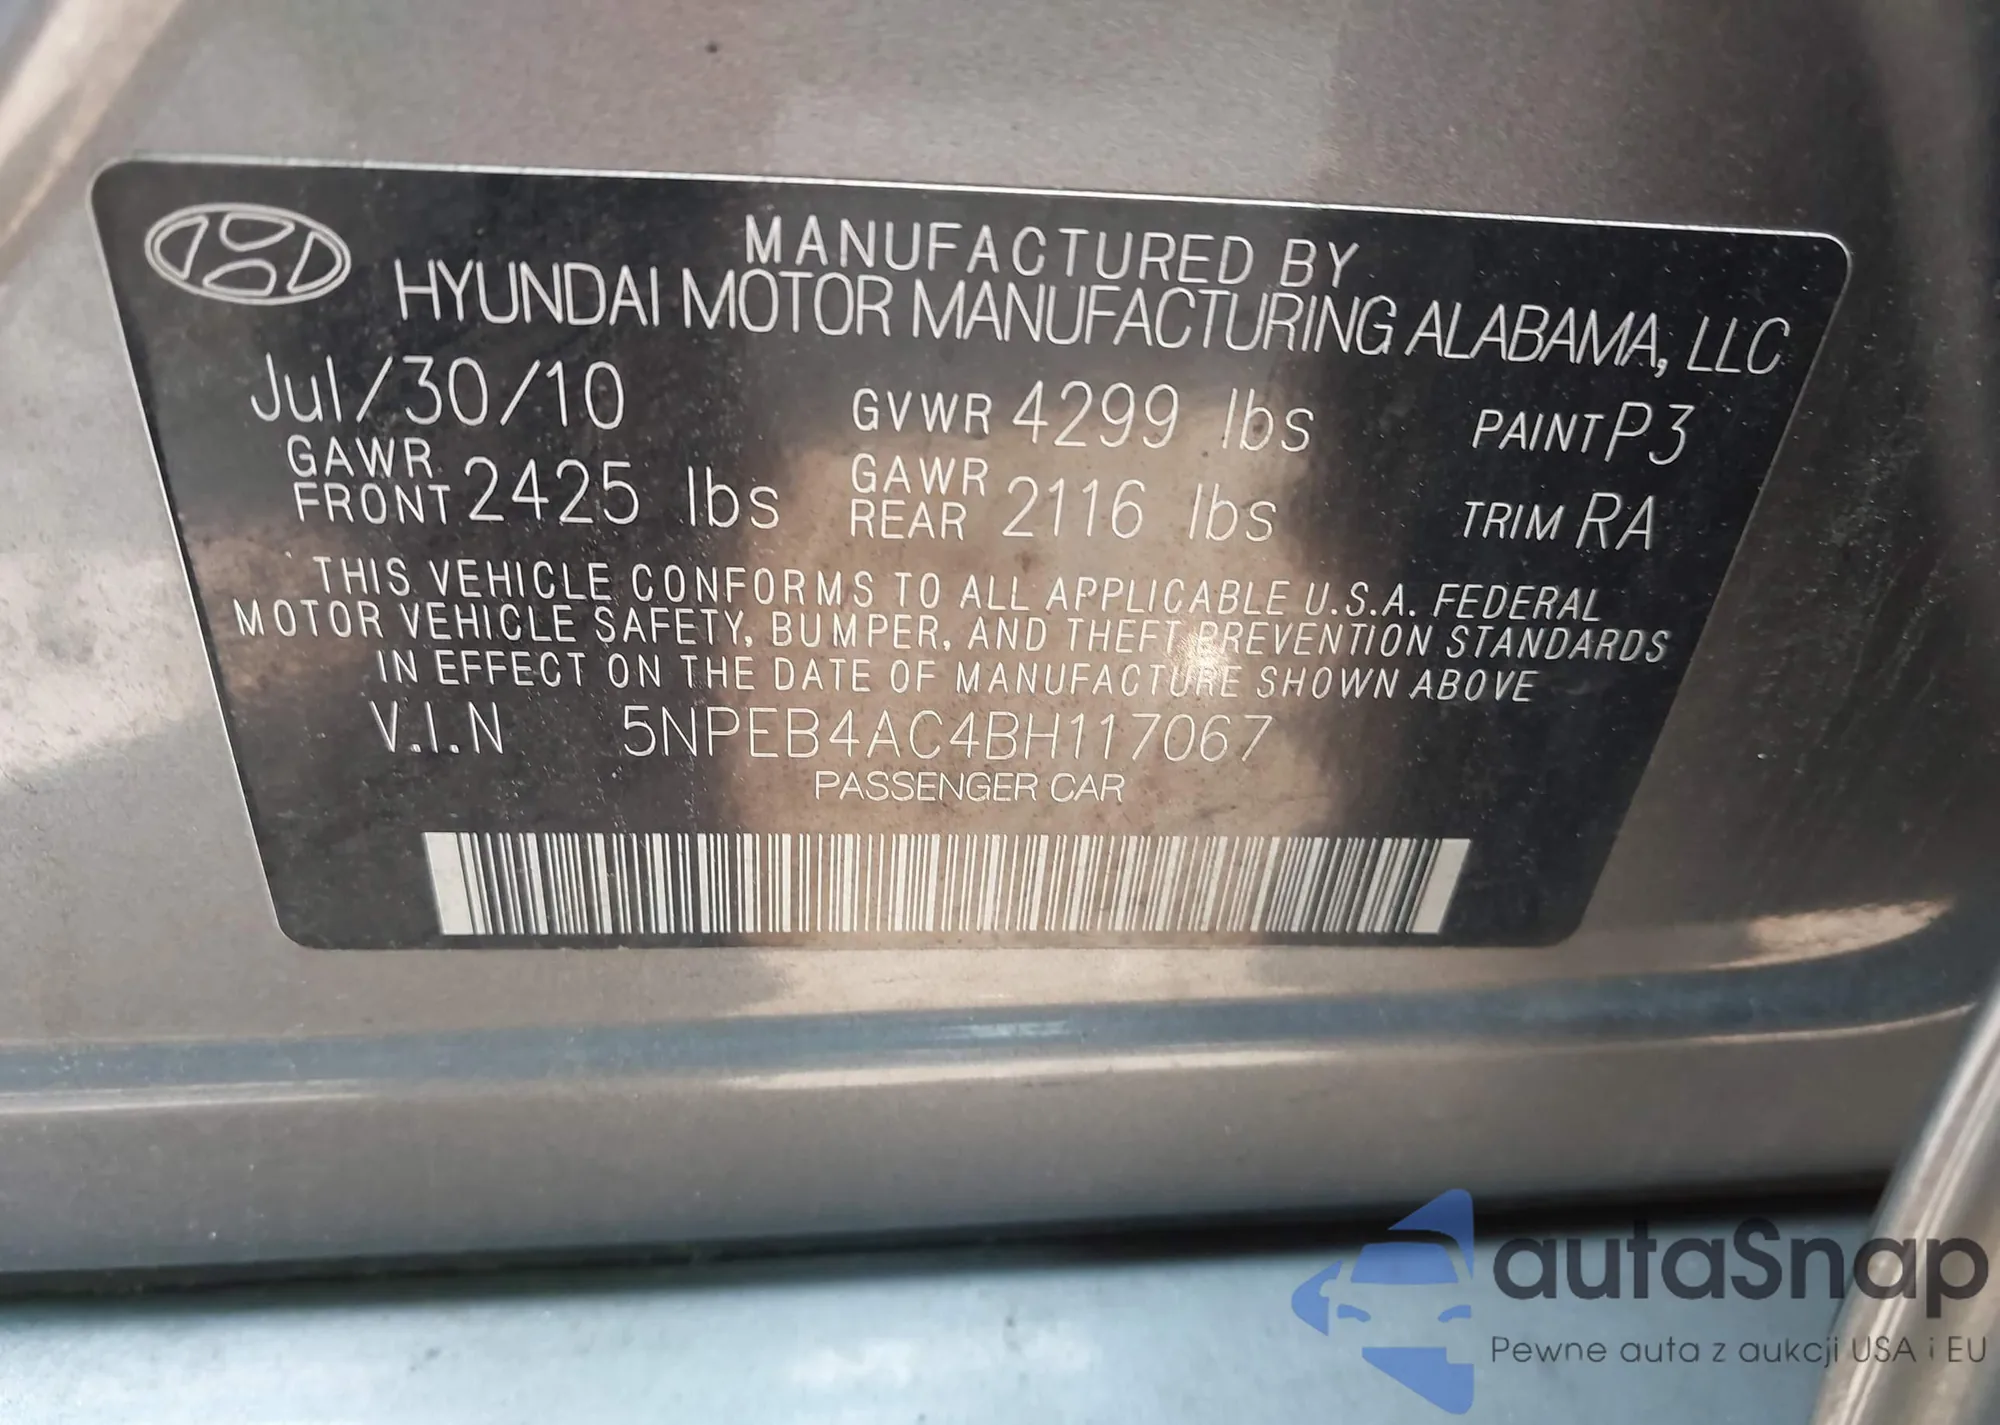 MANUFACTURED BY
HYUNDAI MOTOR MANUFACTURING ALABAMA, LLC
Jul/30/10 GVWR 4299 lbs PAINT P3
GAWR FRONT 2425 lbs GAWR REAR 2116 lbs TRIM RA
THIS VEHICLE CONFORMS TO ALL APPLICABLE U.S.A. FEDERAL
MOTOR VEHICLE SAFETY, BUMPER, AND THEFT PREVENTION STANDARDS
IN EFFECT ON THE DATE OF MANUFACTURE SHOWN ABOVE
V.I.N 5NPEB4AC4BH117067
PASSENGER CAR
autaSnap
Pewne auta z aukcji USA i EU